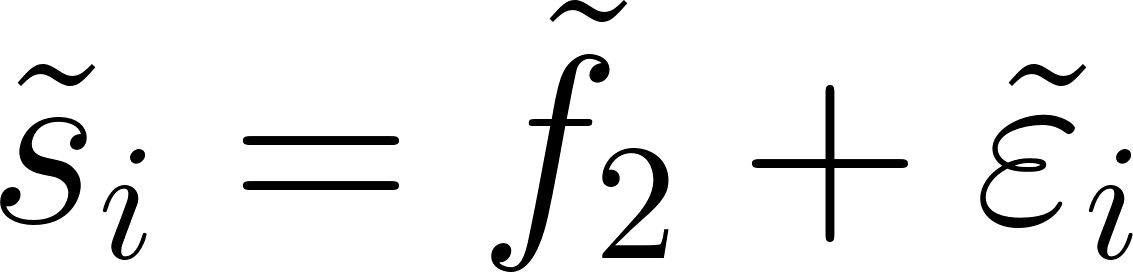 s̃ᵢ = f̃₂ + ε̃ᵢ